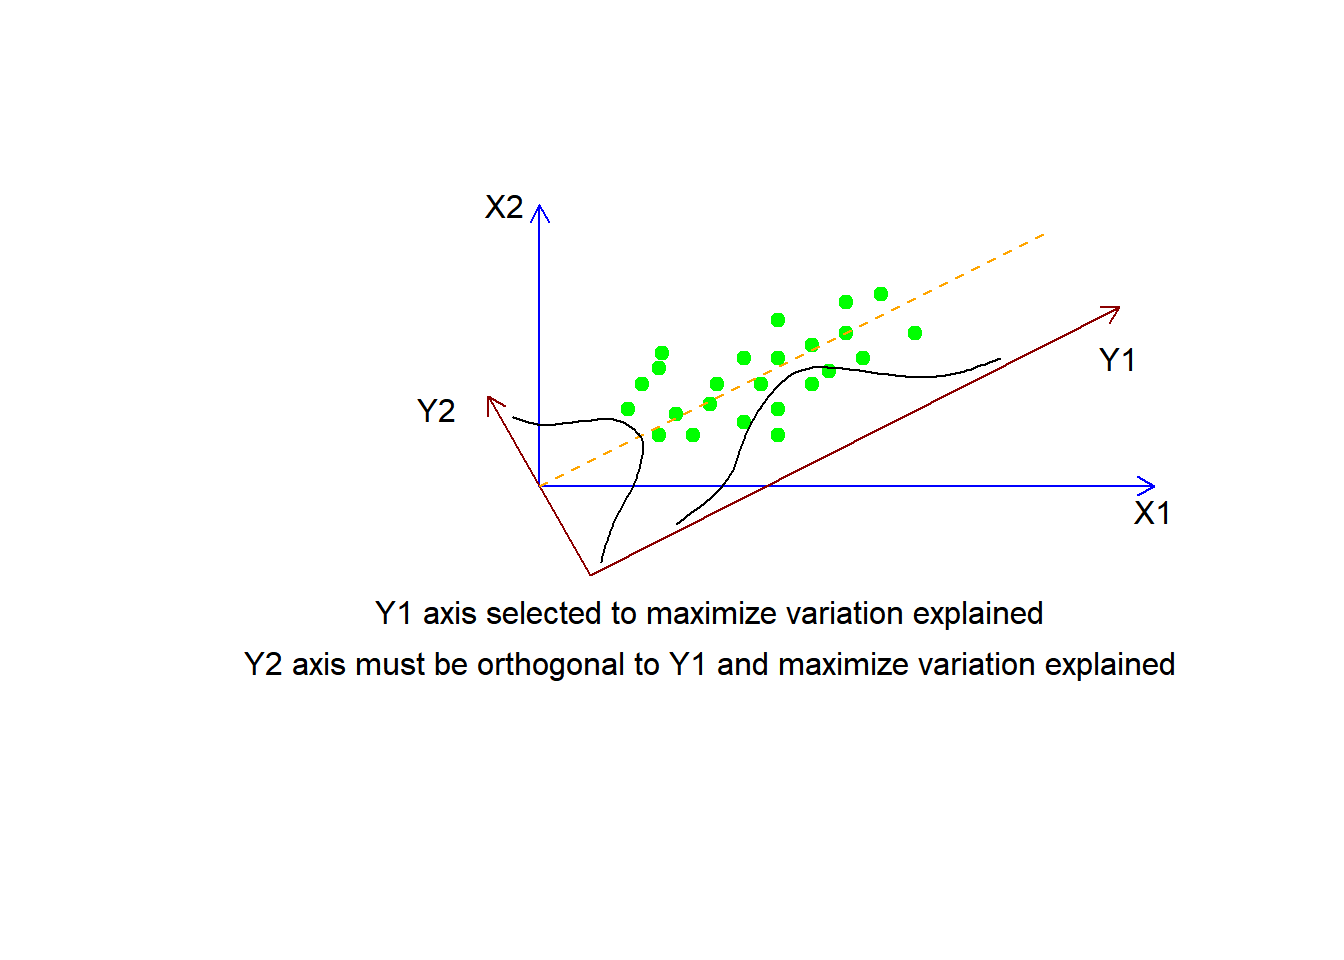 X2
Y1
Y2
X1
Y1 axis selected to maximize variation explained
Y2 axis must be orthogonal to Y1 and maximize variation explained